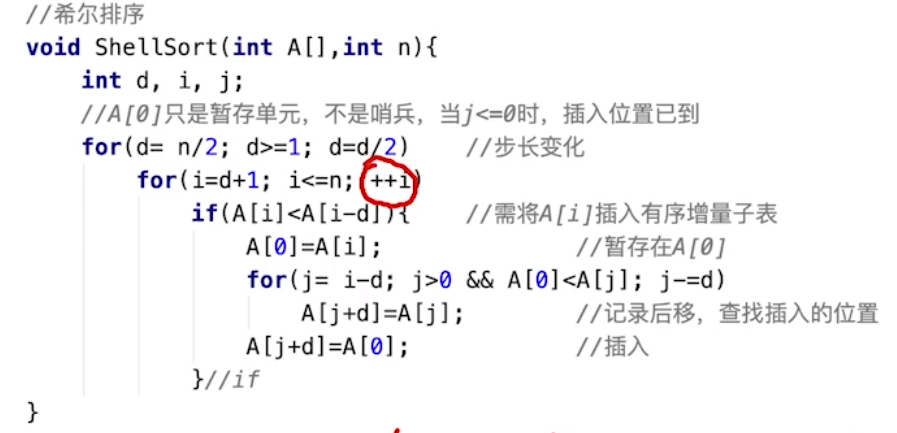 //希尔排序
void ShellSort(int A[],int n){
    int d, i, j;
    //A[0]只是暂存单元，不是哨兵，当j<=0时，插入位置已到
    for(d= n/2; d>=1; d=d/2)    //步长变化
        for(i=d+1; i<=n; ++i)
            if(A[i]<A[i-d]){    //需将A[i]插入有序增量子表
                A[0]=A[i];    //暂存在A[0]
                for(j= i-d; j>0 && A[0]<A[j]; j-=d)
                    A[j+d]=A[j];    //记录后移，查找插入的位置
                A[j+d]=A[0];    //插入
            }//if
}